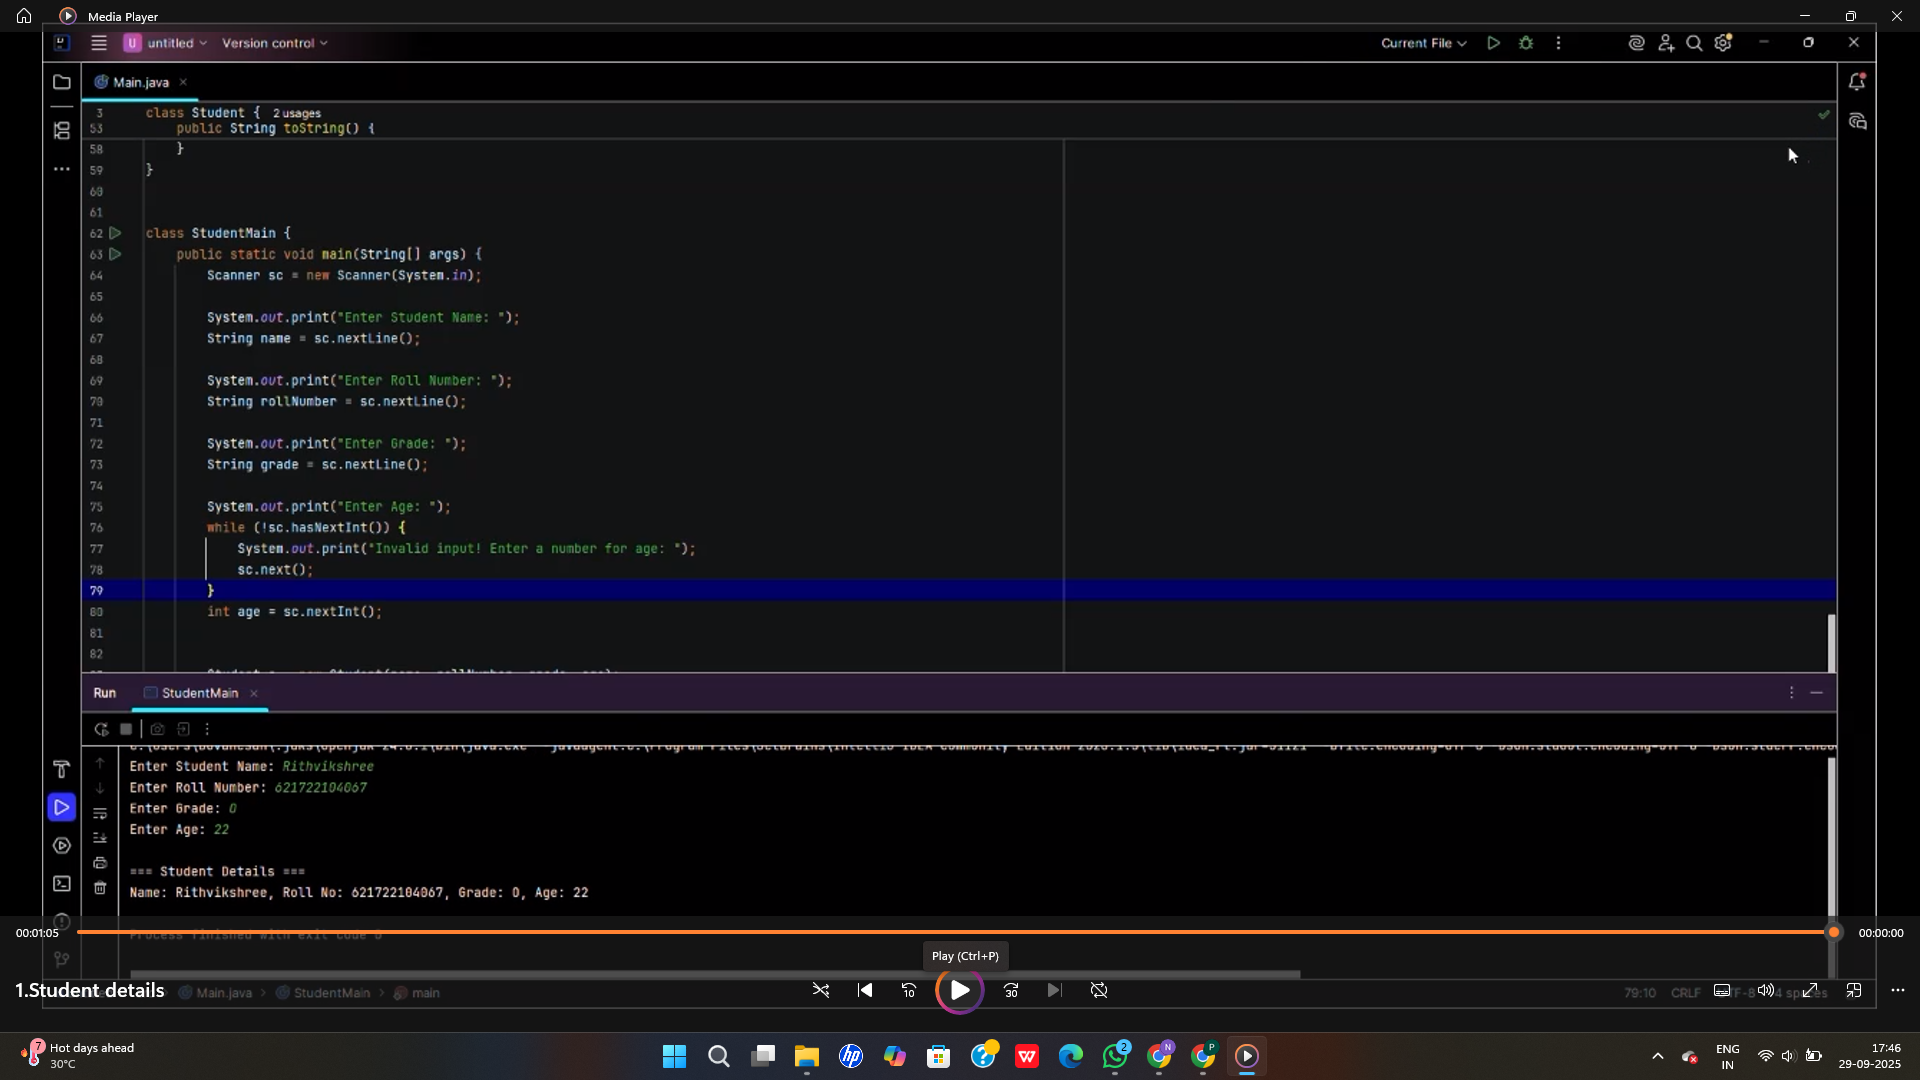 Media Player
untitled
Version control
Current File
Main.java
3 class Student { 2 usages
53 public String toString() {
58 }
59 }
60
61
62 class StudentMain {
63 public static void main(String[] args) {
64 Scanner sc = new Scanner(System.in);
65
66 System.out.print("Enter Student Name: ");
67 String name = sc.nextLine();
68
69 System.out.print("Enter Roll Number: ");
70 String rollNumber = sc.nextLine();
71
72 System.out.print("Enter Grade: ");
73 String grade = sc.nextLine();
74
75 System.out.print("Enter Age: ");
76 while (!sc.hasNextInt()) {
77 System.out.print("Invalid input! Enter a number for age: ");
78 sc.next();
79 }
80 int age = sc.nextInt();
81
82
Run StudentMain
Enter Student Name: Rithvikshree
Enter Roll Number: 621722104067
Enter Grade: O
Enter Age: 22
=== Student Details ===
Name: Rithvikshree, Roll No: 621722104067, Grade: O, Age: 22
00:01:05
Process finished with exit code 0
00:00:00
Play (Ctrl+P)
1.Student details
Main.java > StudentMain > main
79:10 CRLF 4 spaces
Hot days ahead
30°C
ENG
IN
17:46
29-09-2025